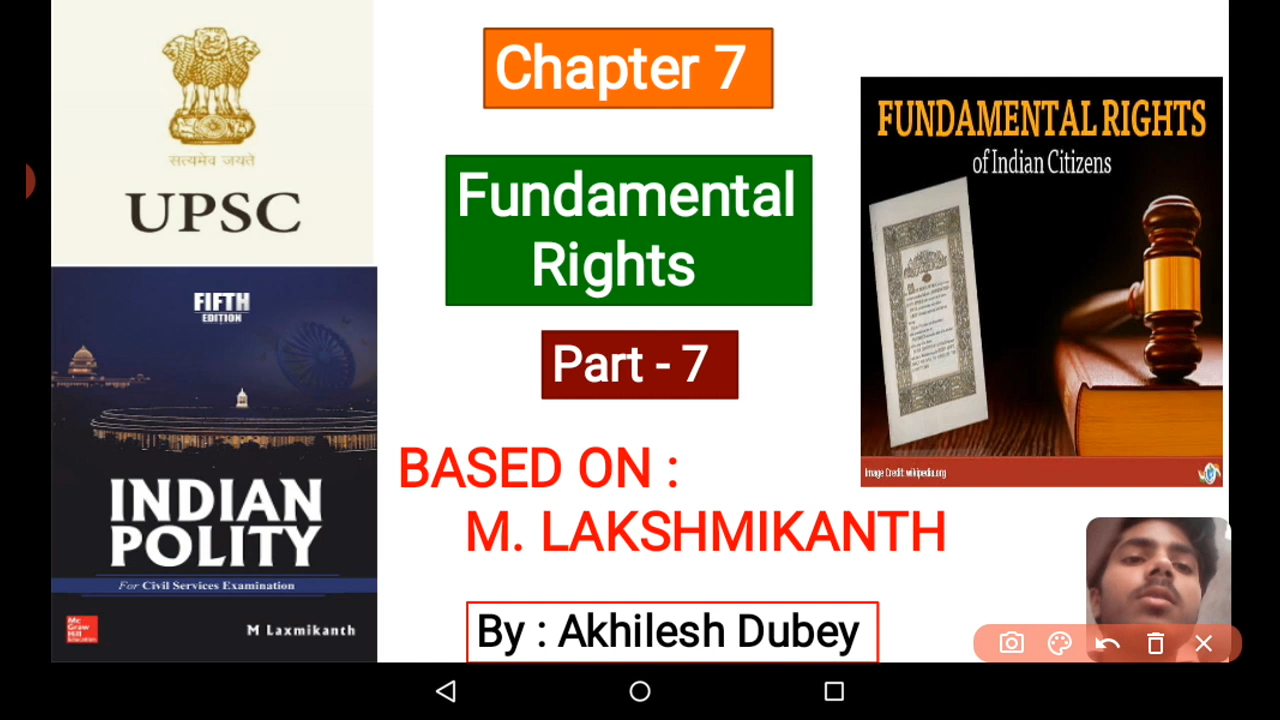 सत्यमेव जयते
UPSC
FIFTH
EDITION
INDIAN
POLITY
For Civil Services Examination
Mc
Graw
Hill
Education
M Laxmikanth
Chapter 7
Fundamental
Rights
Part - 7
BASED ON :
M. LAKSHMIKANTH
By : Akhilesh Dubey
FUNDAMENTAL RIGHTS
of Indian Citizens
Image Credit: wikipedia.org